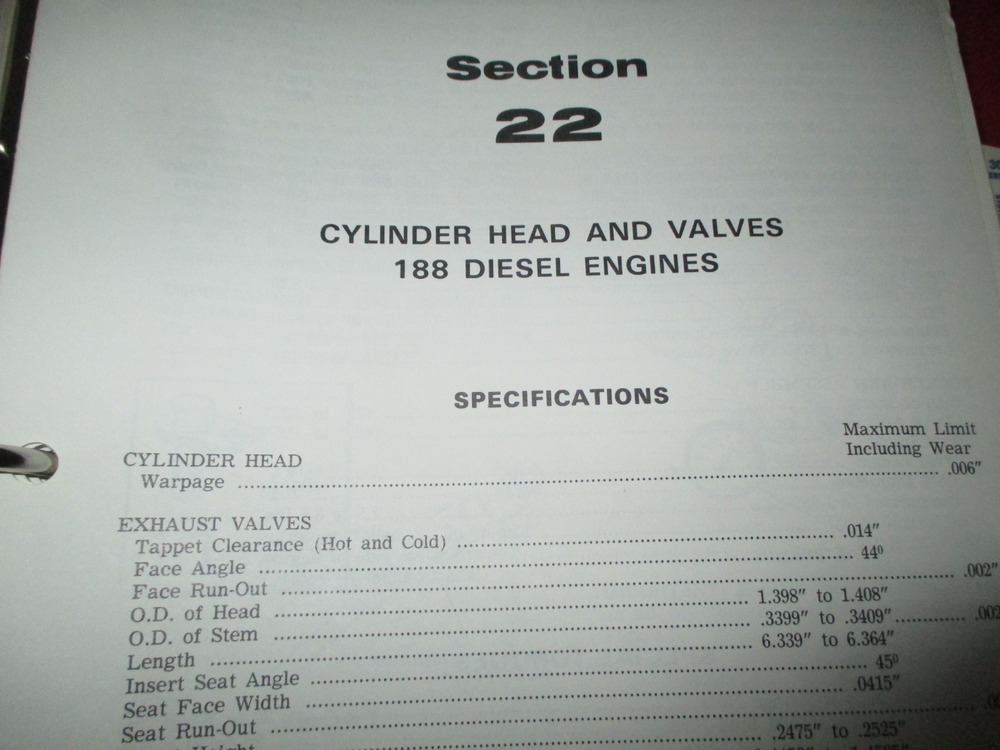 Section
22
CYLINDER HEAD AND VALVES
188 DIESEL ENGINES
SPECIFICATIONS
Maximum Limit
Including Wear
CYLINDER HEAD
Warpage .006"
EXHAUST VALVES
Tappet Clearance (Hot and Cold) .014"
Face Angle 44⁰
Face Run-Out .002"
O.D. of Head 1.398" to 1.408"
O.D. of Stem .3399" to .3409"
Length 6.339" to 6.364"
Insert Seat Angle 45⁰
Seat Face Width .0415"
Seat Run-Out
.2475" to .2525"